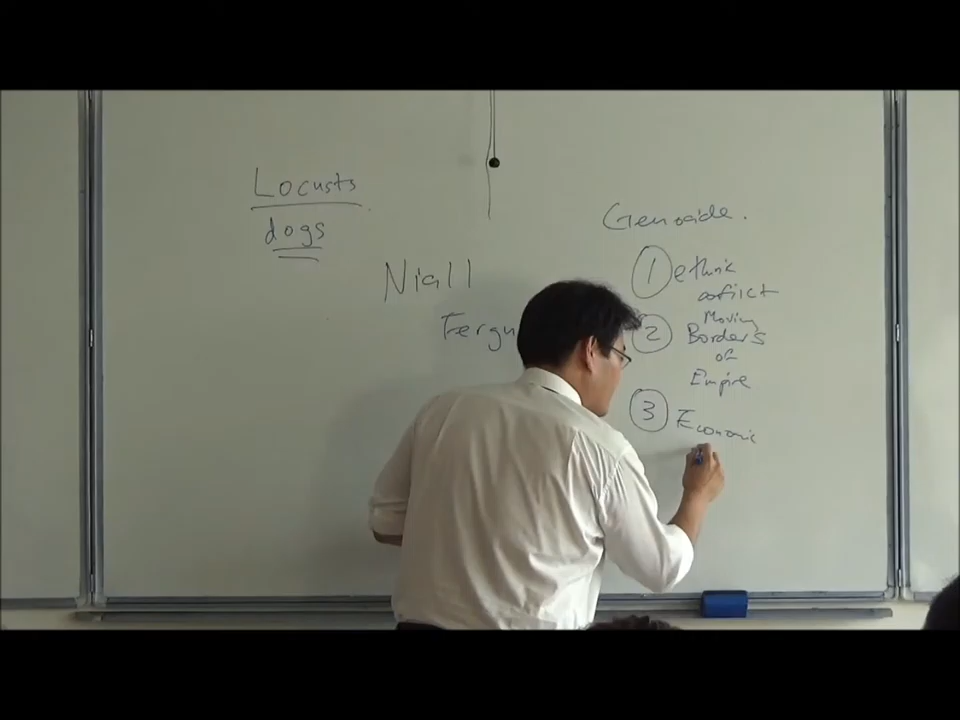 Locusts
dogs
Niall
Fergu
Genocide.
1 ethnic
conflict
2 Moving
Borders
of
Empire
3 Economic